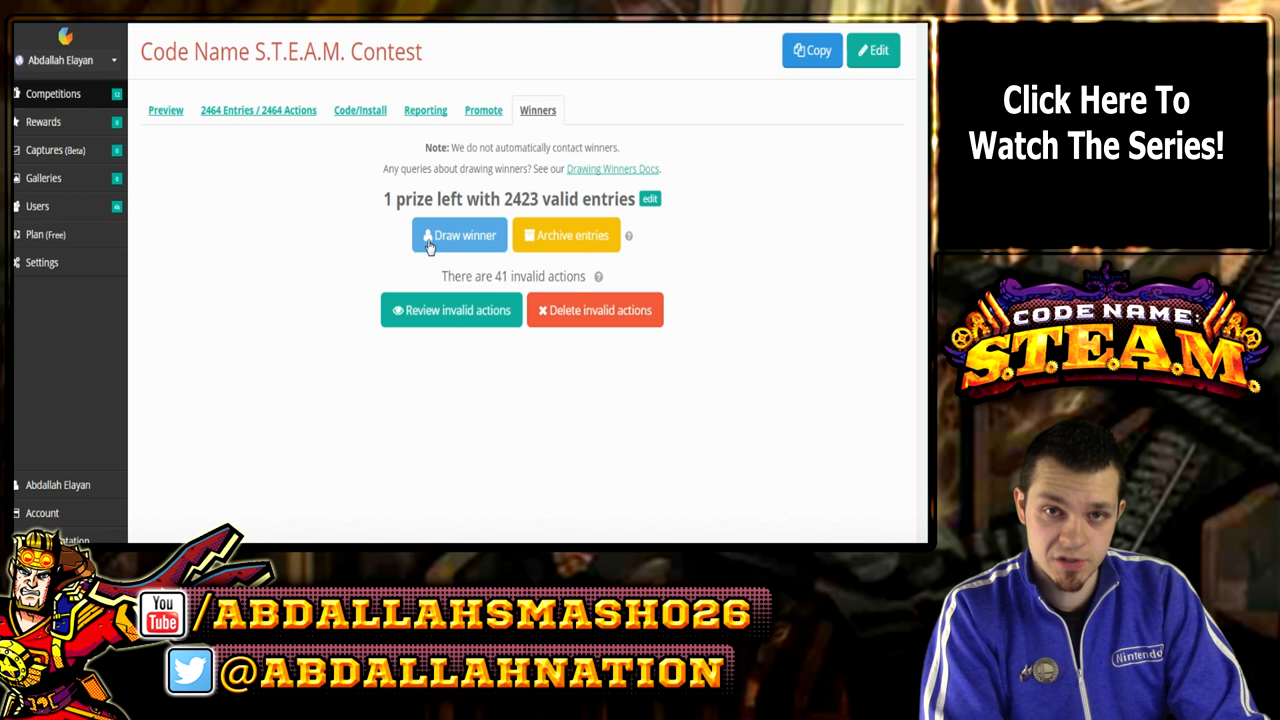 Code Name S.T.E.A.M. Contest
Copy
Edit
Abdallah Elayan
Competitions 12
Rewards
Captures (Beta)
Galleries
Users
Plan (Free)
Settings
Preview
2464 Entries / 2464 Actions
Code/Install
Reporting
Promote
Winners
Note: We do not automatically contact winners.
Any queries about drawing winners? See our Drawing Winners Docs.
1 prize left with 2423 valid entries edit
Draw winner
Archive entries ?
There are 41 invalid actions ?
Review invalid actions
Delete invalid actions
Abdallah Elayan
Account
Click Here To
Watch The Series!
CODE NAME:
S.T.E.A.M.
You
Tube
/ABDALLAHSMASH026
@ABDALLAHNATION
Nintendo